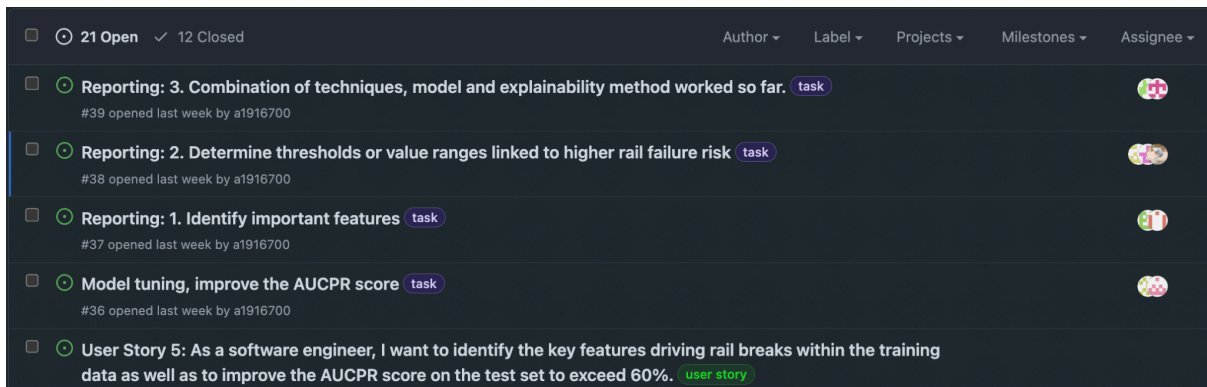 21 Open 12 Closed Author Label Projects Milestones Assignee
Reporting: 3. Combination of techniques, model and explainability method worked so far. task
#39 opened last week by a1916700
Reporting: 2. Determine thresholds or value ranges linked to higher rail failure risk task
#38 opened last week by a1916700
Reporting: 1. Identify important features task
#37 opened last week by a1916700
Model tuning, improve the AUCPR score task
#36 opened last week by a1916700
User Story 5: As a software engineer, I want to identify the key features driving rail breaks within the training
data as well as to improve the AUCPR score on the test set to exceed 60%. user story